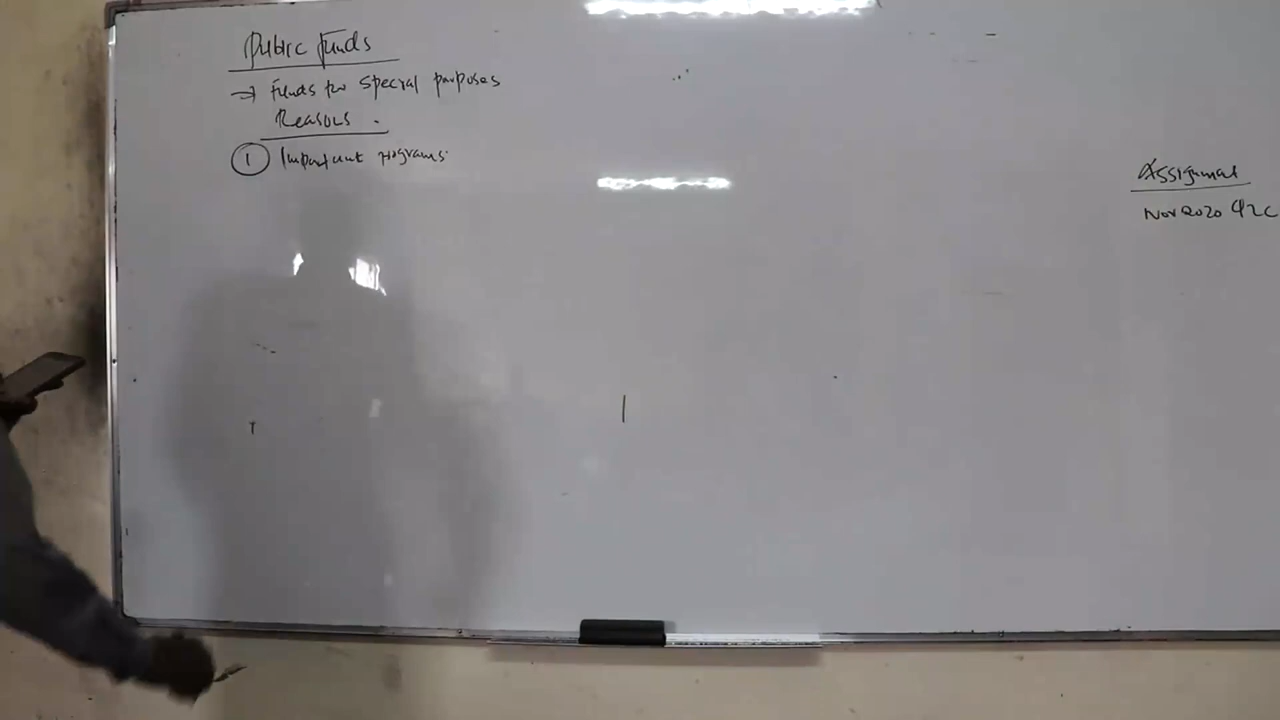 Public Funds
→ Funds for Special purposes
Reasons.
① Important programs
Assignment
Nov 2020 Q2C